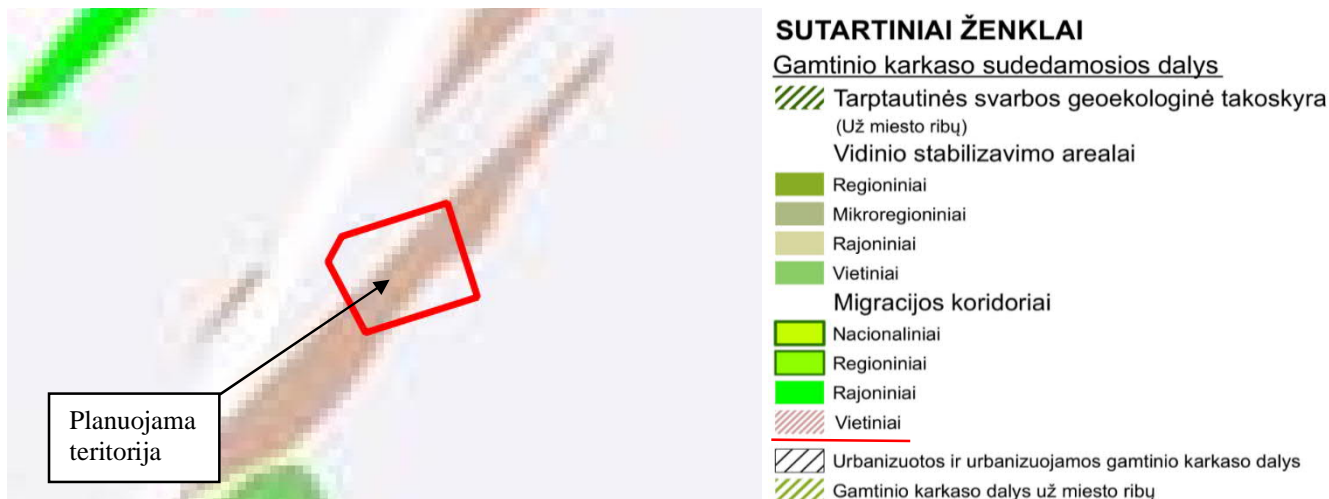 Planuojama
teritorija
SUTARTINIAI ŽENKLAI
Gamtinio karkaso sudedamosios dalys
Tarptautinės svarbos geoekologinė takoskyra
(Už miesto ribų)
Vidinio stabilizavimo arealai
Regioniniai
Mikroregioniniai
Rajoniniai
Vietiniai
Migracijos koridoriai
Nacionaliniai
Regioniniai
Rajoniniai
Vietiniai
Urbanizuotos ir urbanizuojamos gamtinio karkaso dalys
Gamtinio karkaso dalys už miesto ribų